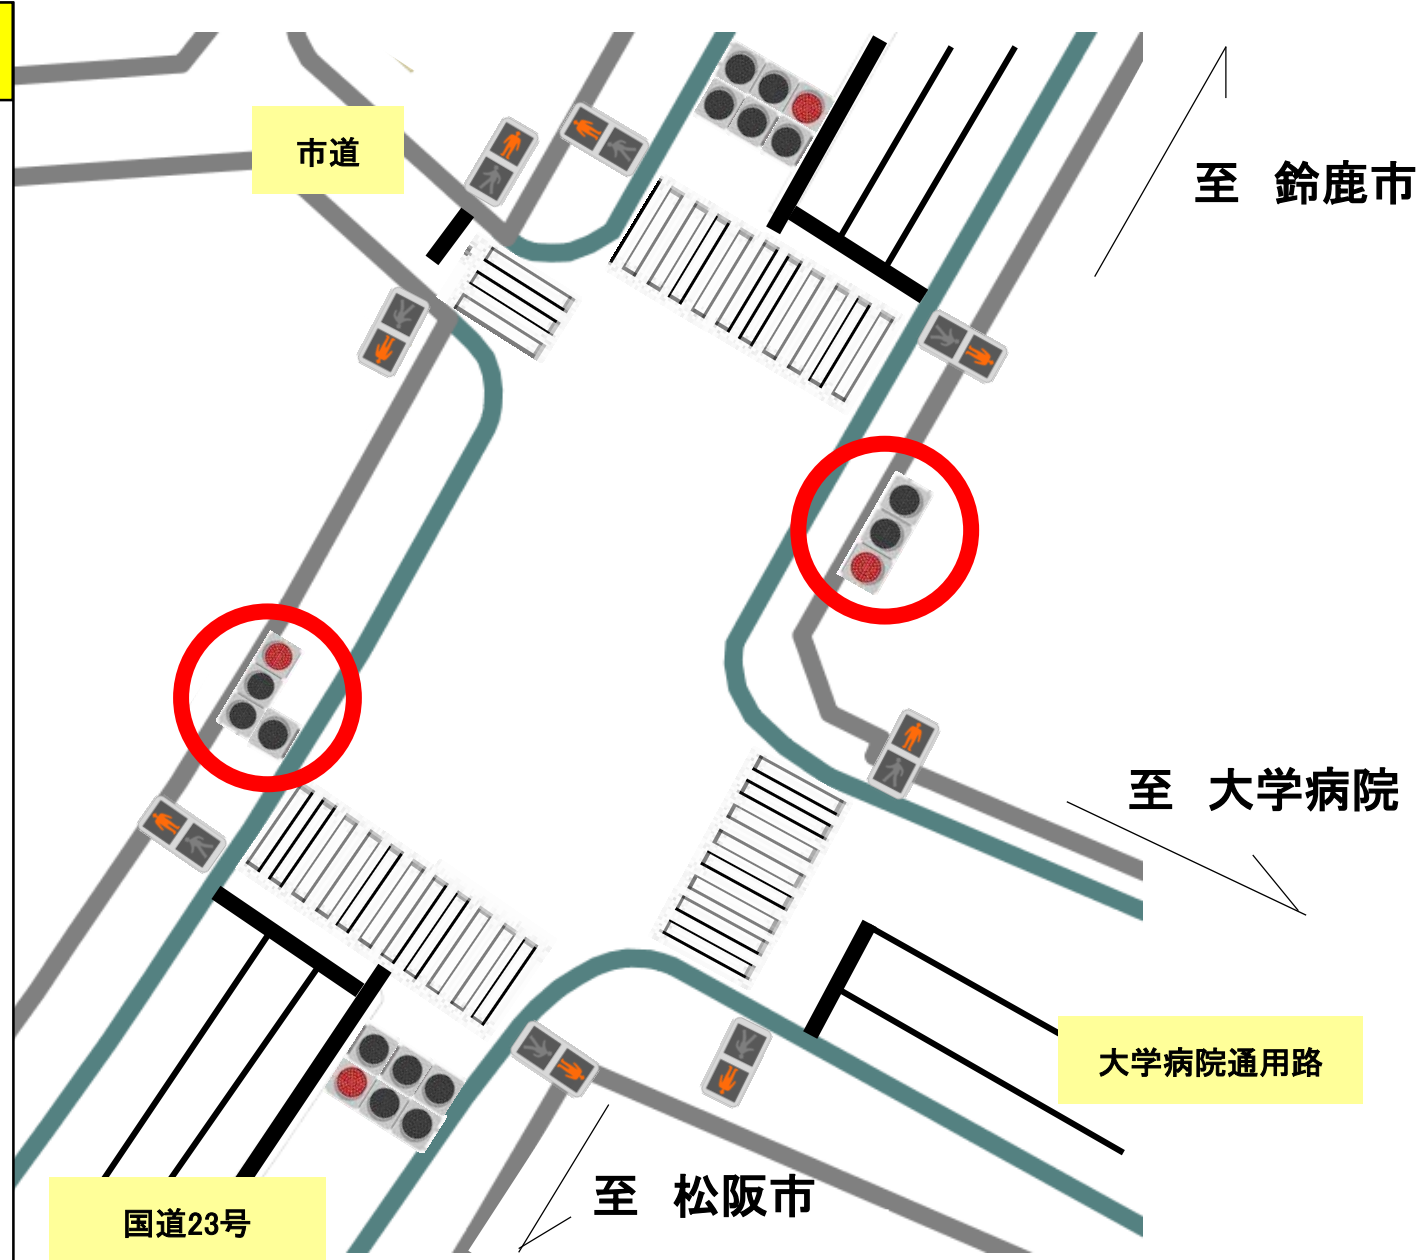 市道
至　鈴鹿市
至　大学病院
大学病院通用路
至　松阪市
国道23号